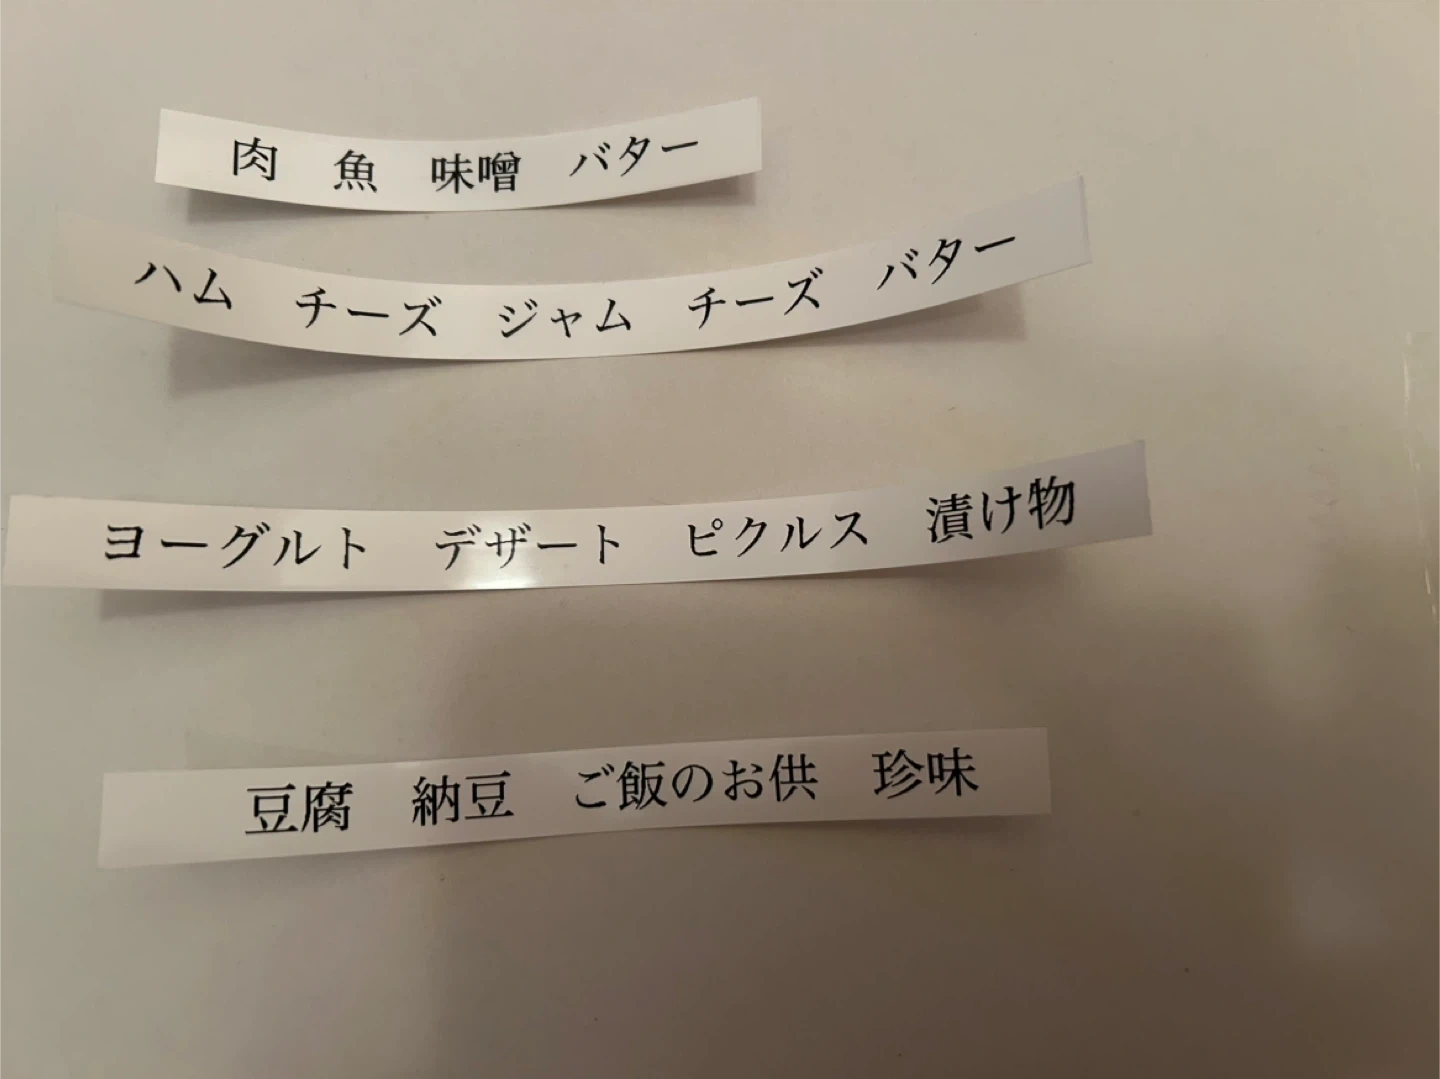 肉　魚　味噌　バター
ハム　チーズ　ジャム　チーズ　バター
ヨーグルト　デザート　ピクルス　漬け物
豆腐　納豆　ご飯のお供　珍味